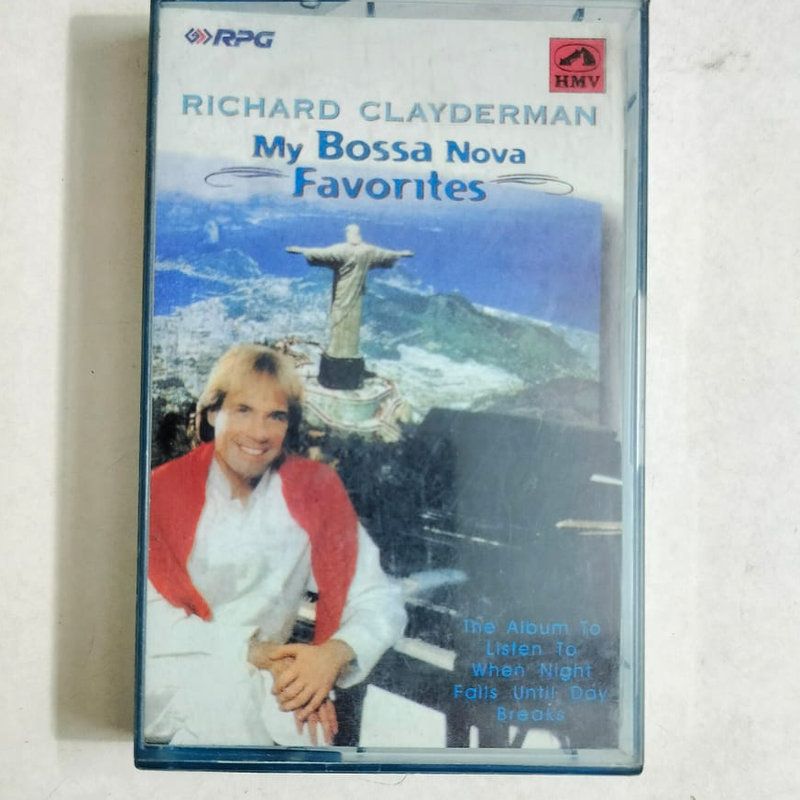 RPG
HMV
RICHARD CLAYDERMAN
My Bossa Nova
Favorites
The Album To
Listen To
When Night
Falls Until Day
Breaks